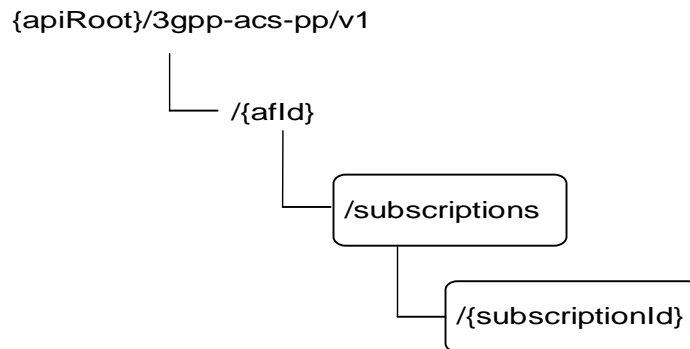 {apiRoot}/3gpp-acs-pp/v1
/{afId}
/subscriptions
/{subscriptionId}